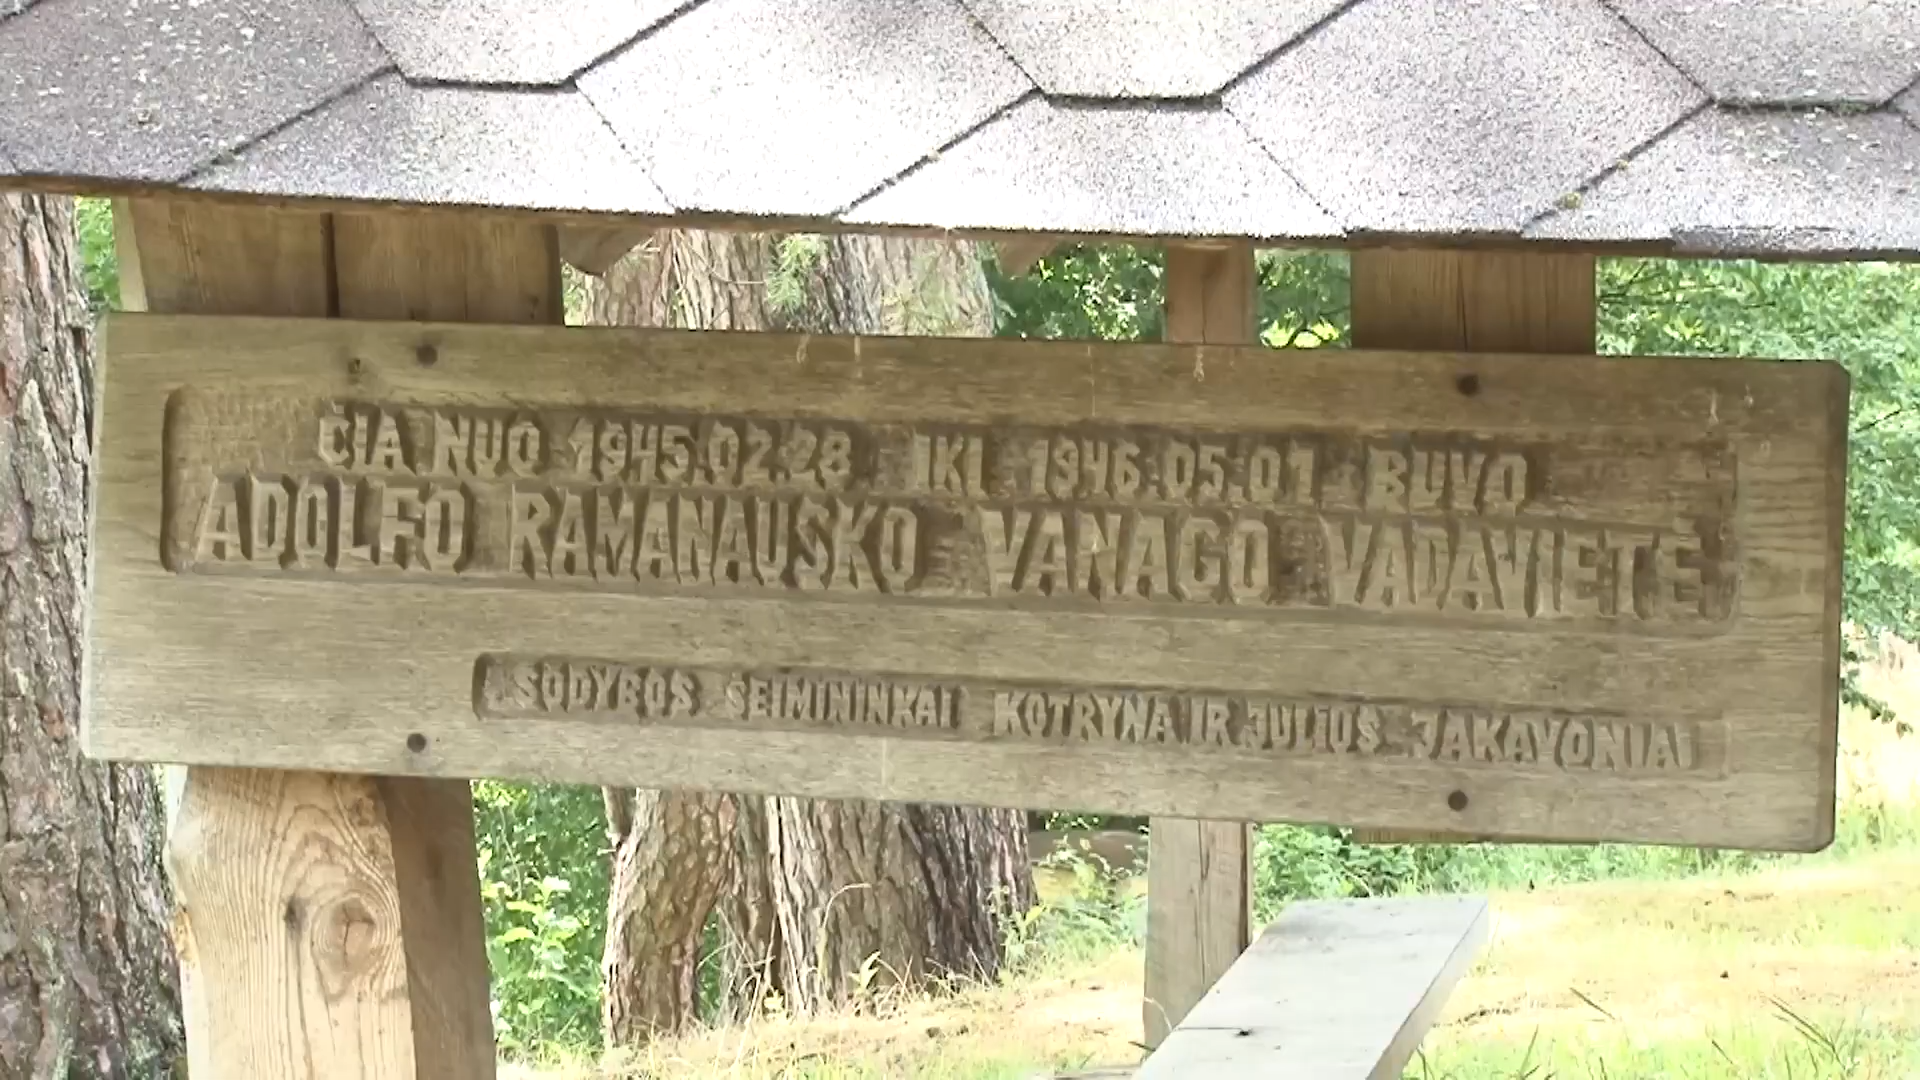 ČIA NUO 1945.02.28 IKI 1946.05.01 BUVO
ADOLFO RAMANAUSKO VANAGO VADAVIETĖ
SODYBOS ŠEIMININKAI KOTRYNA IR JULIUS JAKAVONIAI